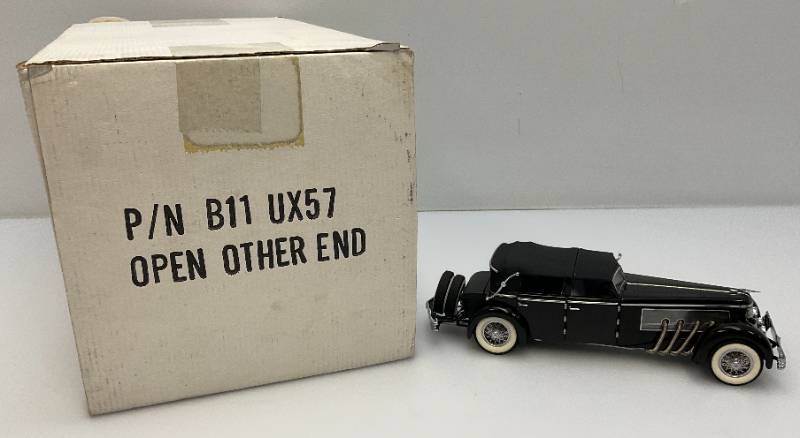 P/N B11 UX57
OPEN OTHER END